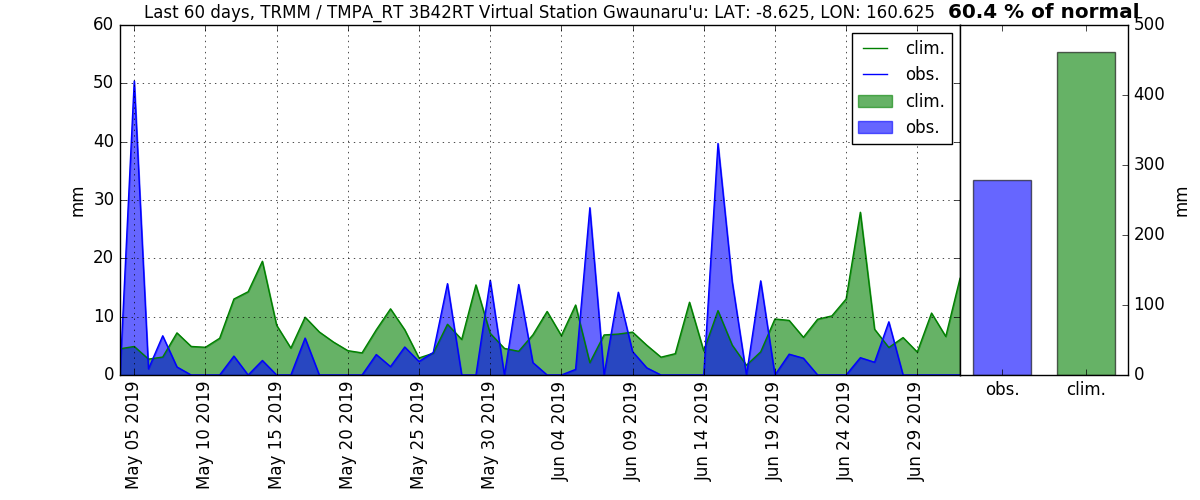 Last 60 days, TRMM / TMPA_RT 3B42RT Virtual Station Gwaunaru'u: LAT: -8.625, LON: 160.625
60.4 % of normal
60
50
40
30
20
10
0
mm
clim.
obs.
clim.
obs.
May 05 2019
May 10 2019
May 15 2019
May 20 2019
May 25 2019
May 30 2019
Jun 04 2019
Jun 09 2019
Jun 14 2019
Jun 19 2019
Jun 24 2019
Jun 29 2019
500
400
300
200
100
0
mm
obs.
clim.